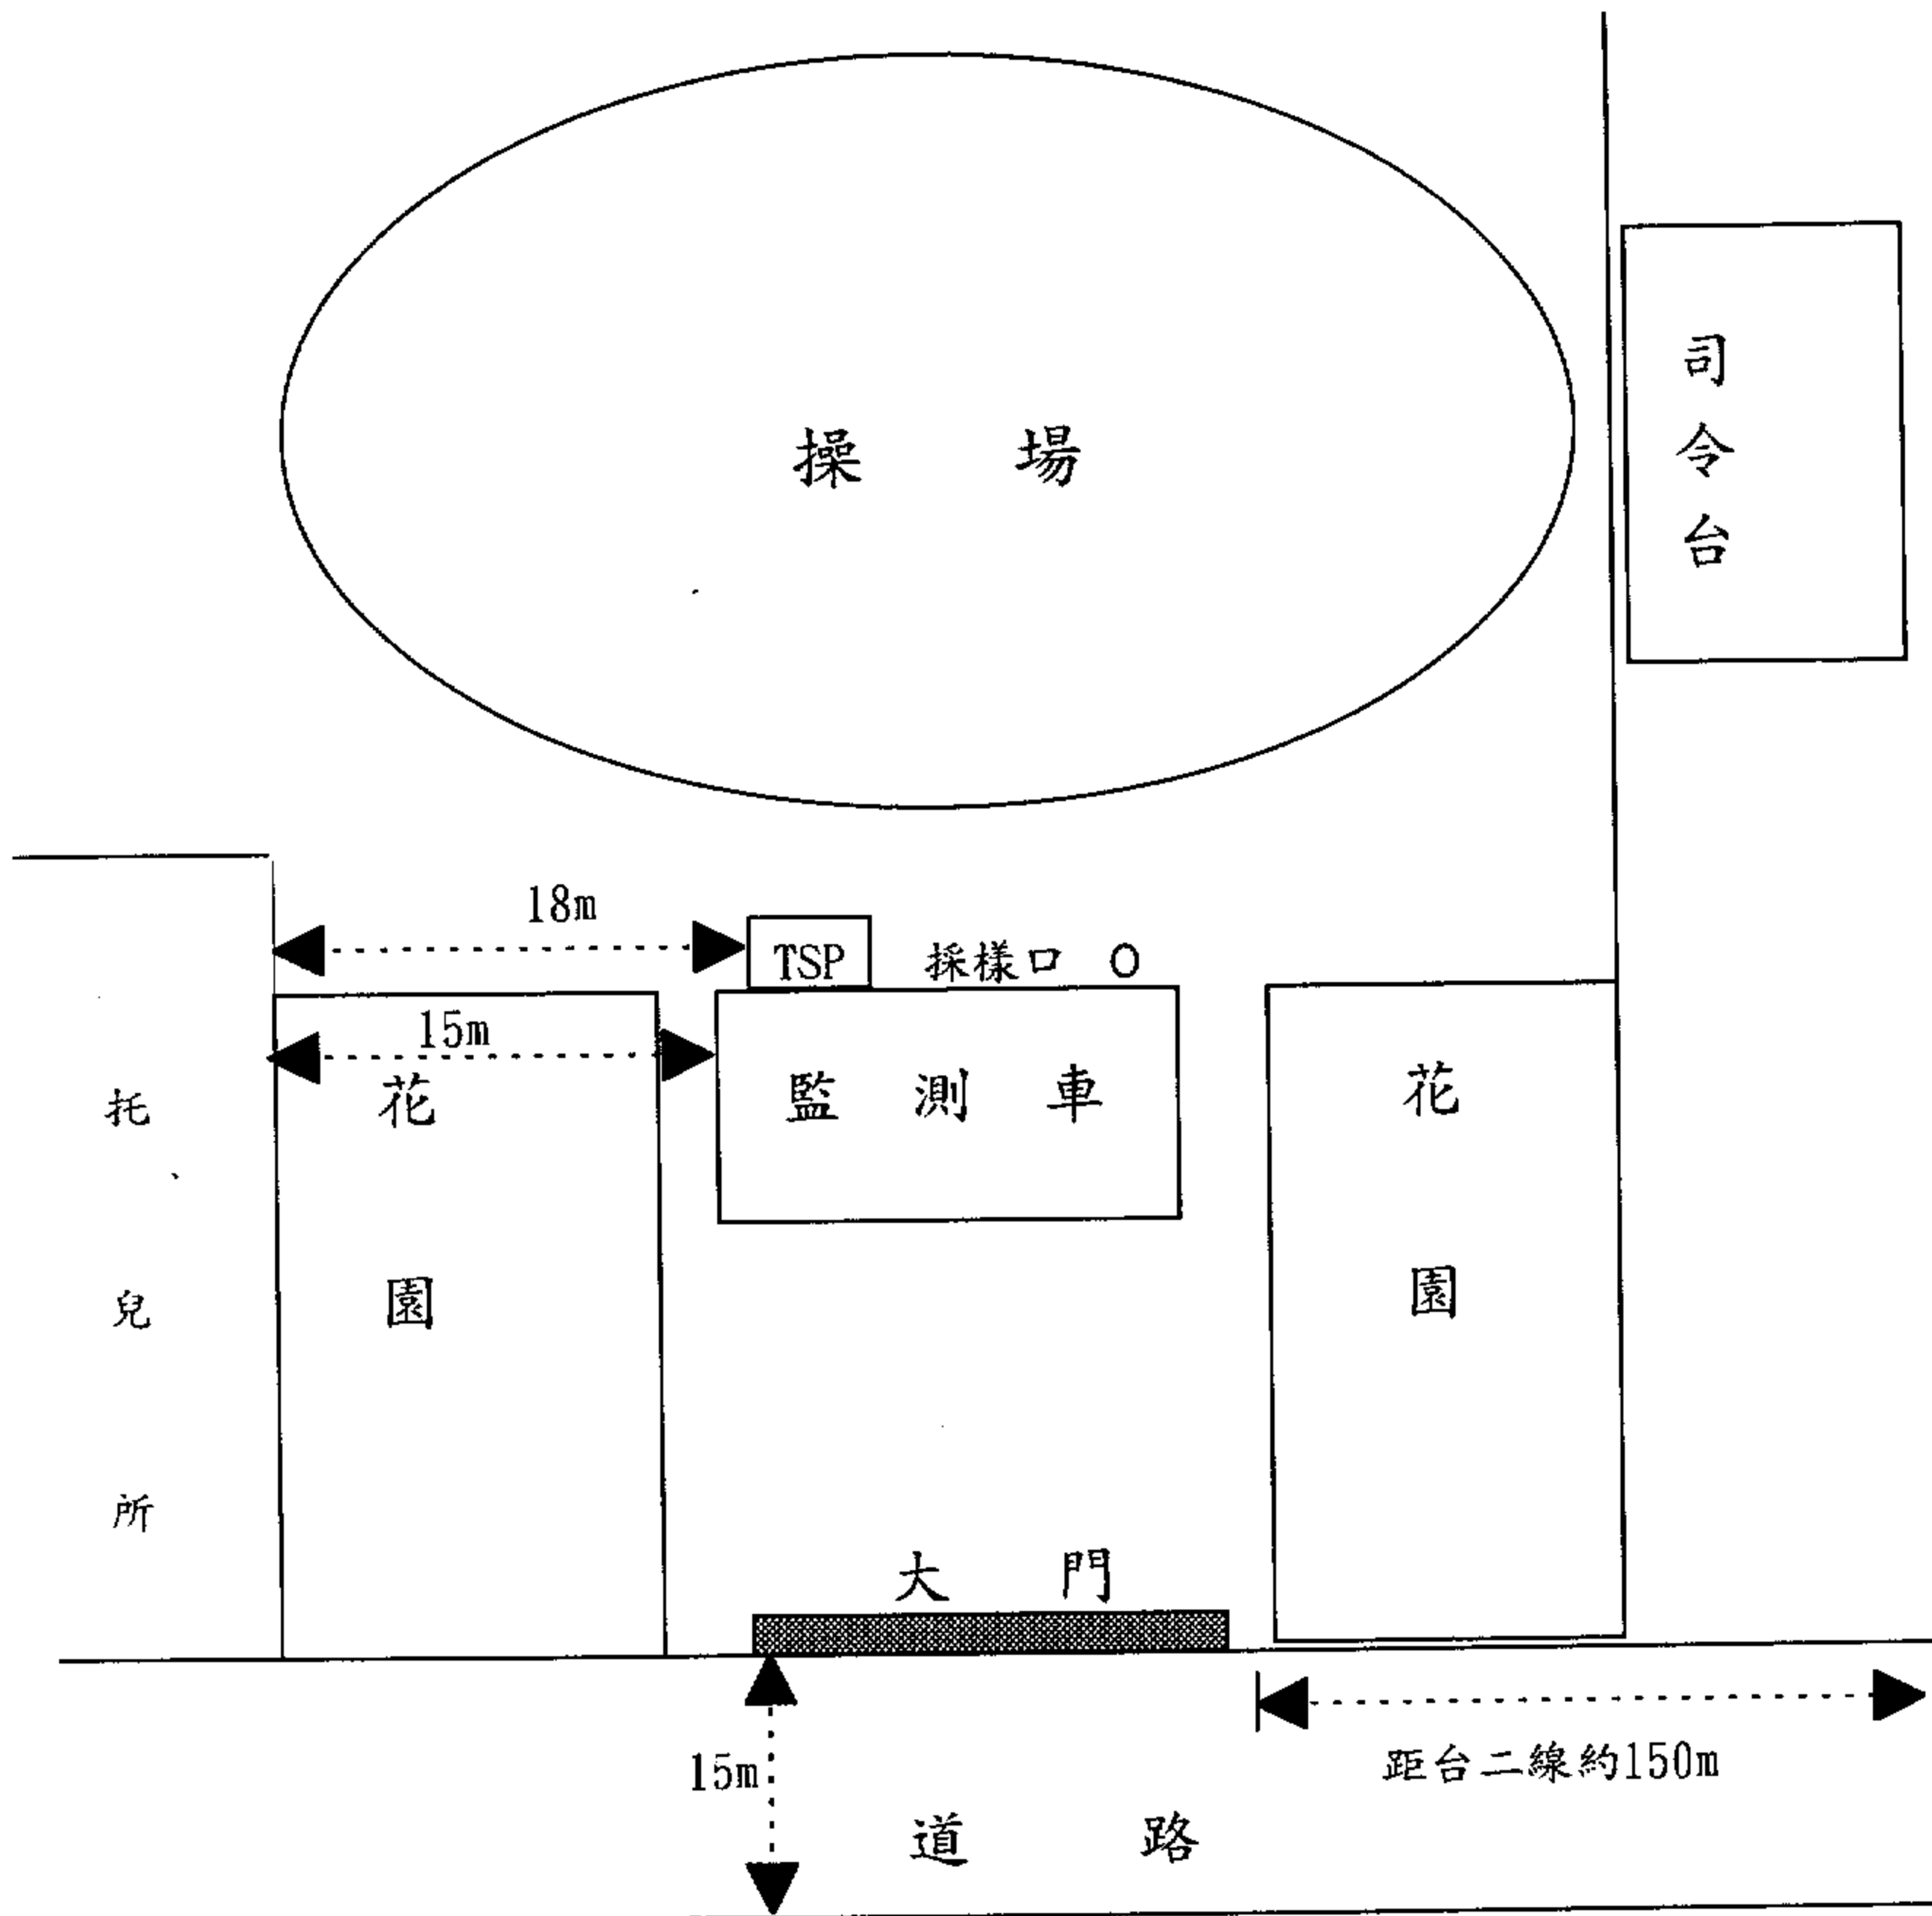 操場
司令台
18m
TSP 採樣口
15m
監測車
花園
花園
托兒所
大門
15m
距台二線約150m
道路